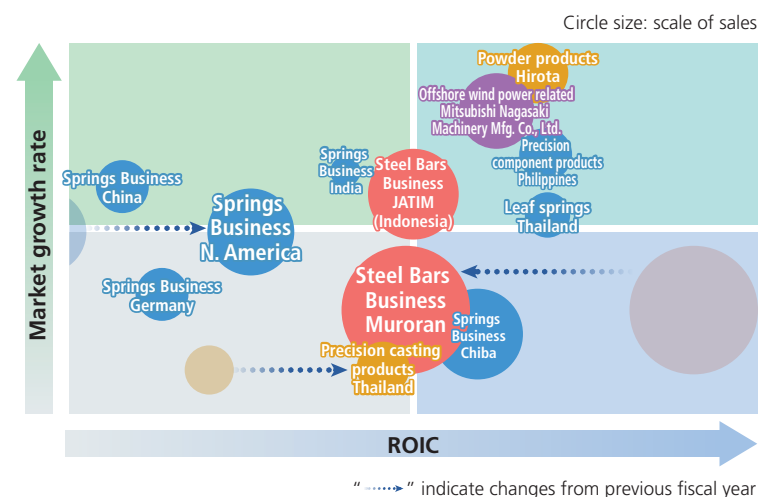 Circle size: scale of sales
Market growth rate
Powder products
Hirota
Offshore wind power related
Mitsubishi Nagasaki
Machinery Mfg. Co., Ltd.
Precision
component products
Philippines
Leaf springs
Thailand
Springs
Business
India
Steel Bars
Business
JATIM
(Indonesia)
Springs Business
China
Springs
Business
N. America
Springs Business
Germany
Steel Bars
Business
Muroran
Springs
Business
Chiba
Precision casting
products
Thailand
ROIC
“ ” indicate changes from previous fiscal year